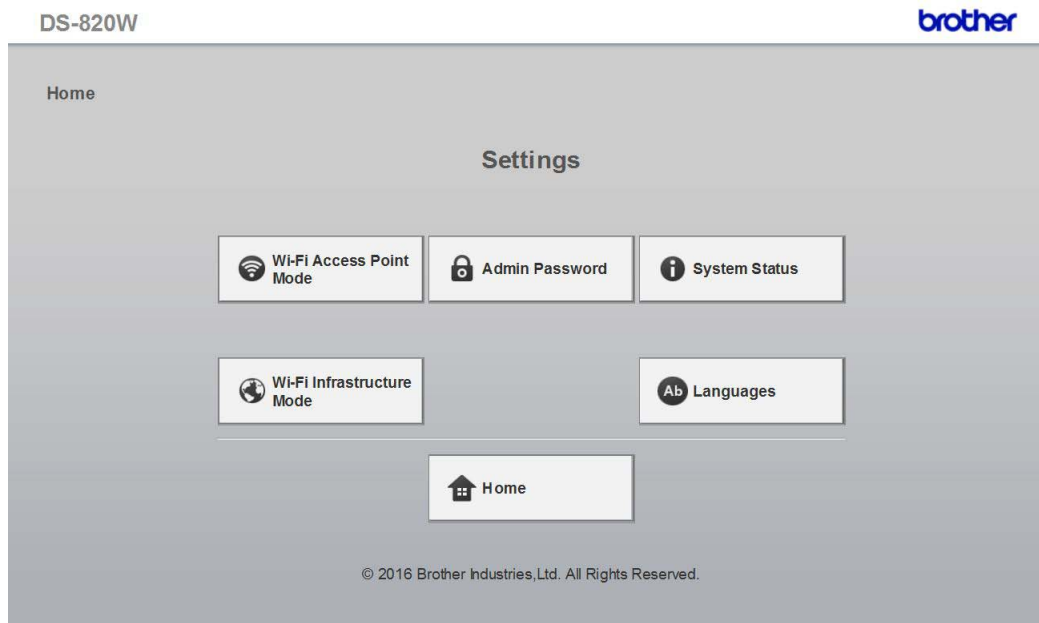 DS-820W
brother
Home
Settings
Wi-Fi Access Point
Mode
Admin Password
System Status
Wi-Fi Infrastructure
Mode
Ab
Languages
Home
© 2016 Brother Industries,Ltd. All Rights Reserved.